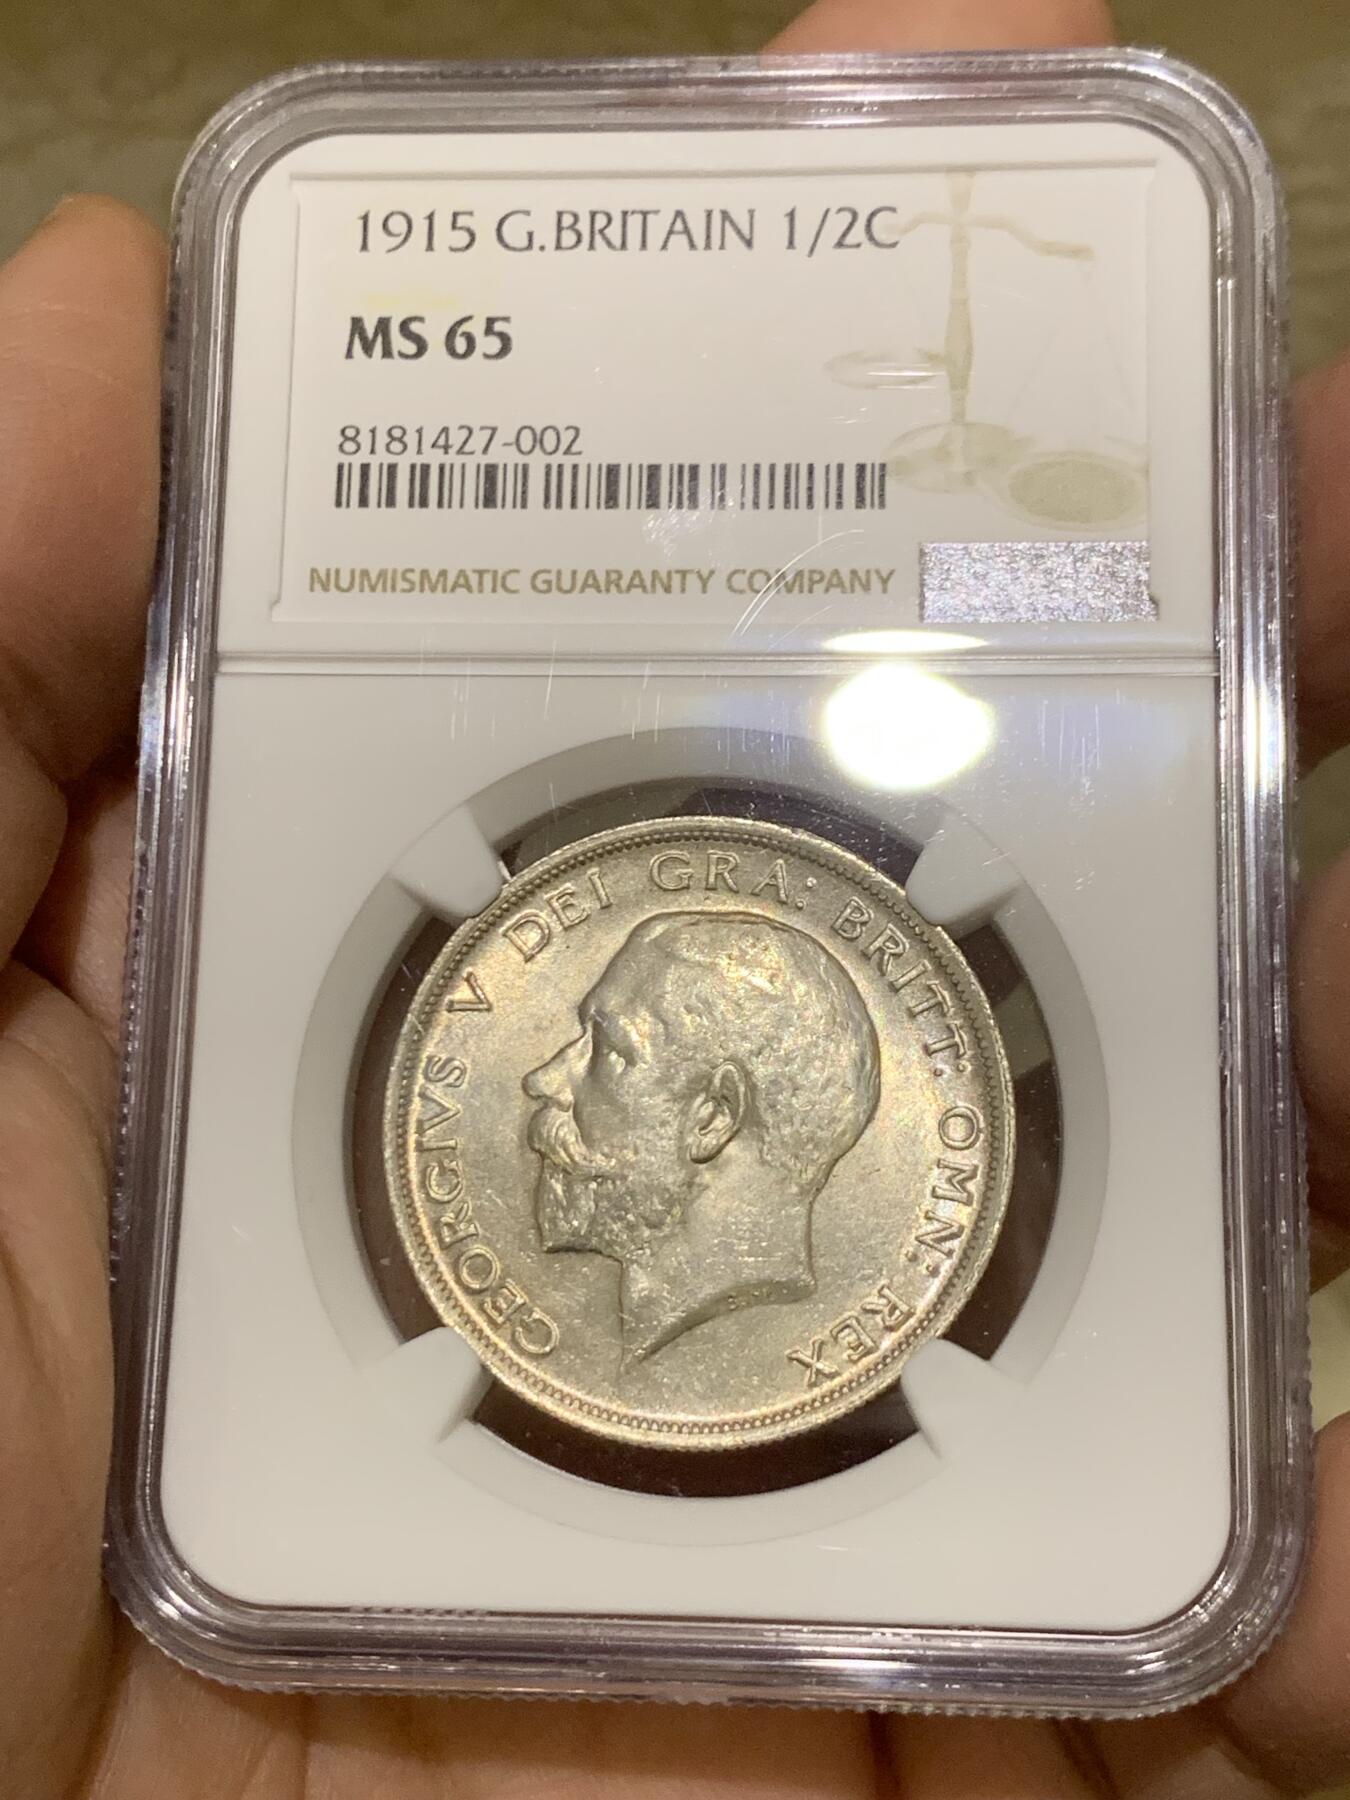 1915 G.BRITAIN 1/2C
MS 65
8181427-002
NUMISMATIC GUARANTY COMPANY
GEORGIVS V DEI GRA: BRITT: OMN: REX